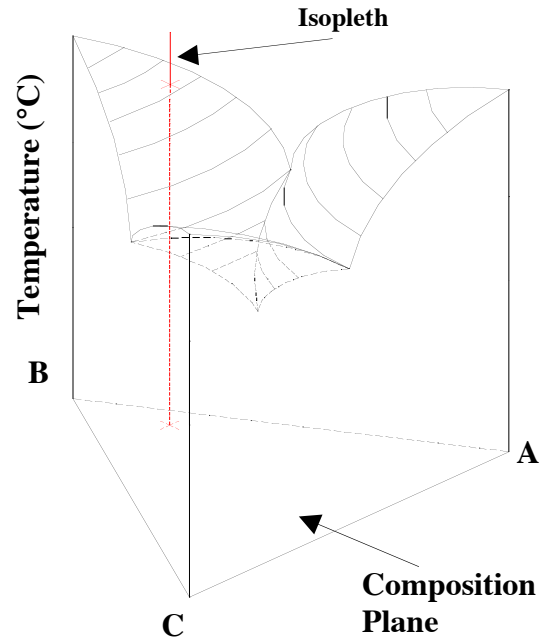 Isopleth
Temperature (°C)
B
A
Composition
Plane
C